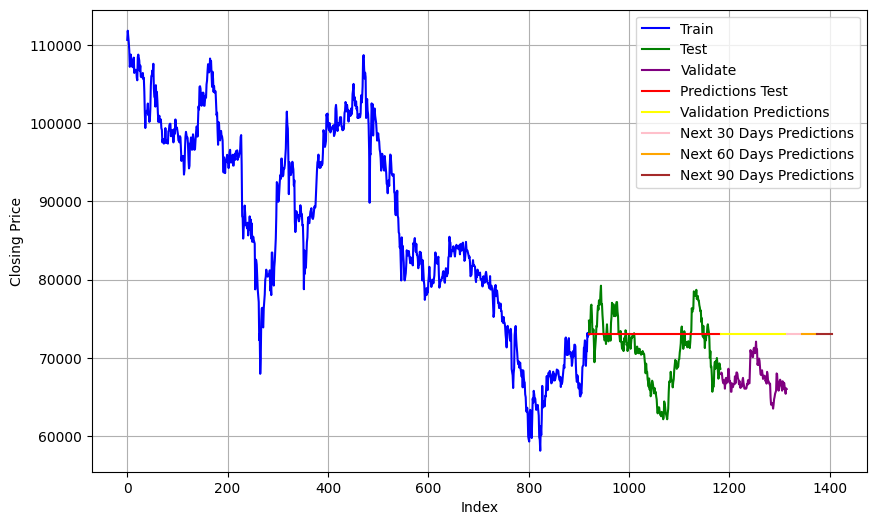 110000
100000
90000
80000
70000
60000
Closing Price
0
200
400
600
800
1000
1200
1400
Index
Train
Test
Validate
Predictions Test
Validation Predictions
Next 30 Days Predictions
Next 60 Days Predictions
Next 90 Days Predictions